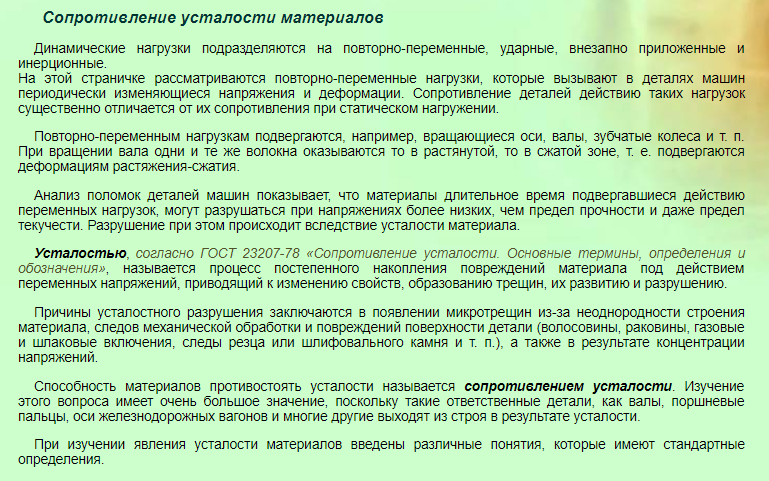 Сопротивление усталости материалов
Динамические нагрузки подразделяются на повторно-переменные, ударные, внезапно приложенные и
инерционные.
На этой страничке рассматриваются повторно-переменные нагрузки, которые вызывают в деталях машин
периодически изменяющиеся напряжения и деформации. Сопротивление деталей действию таких нагрузок
существенно отличается от их сопротивления при статическом нагружении.
Повторно-переменным нагрузкам подвергаются, например, вращающиеся оси, валы, зубчатые колеса и т. п.
При вращении вала одни и те же волокна оказываются то в растянутой, то в сжатой зоне, т. е. подвергаются
деформациям растяжения-сжатия.
Анализ поломок деталей машин показывает, что материалы длительное время подвергавшиеся действию
переменных нагрузок, могут разрушаться при напряжениях более низких, чем предел прочности и даже предел
текучести. Разрушение при этом происходит вследствие усталости материала.
Усталостью, согласно ГОСТ 23207-78 «Сопротивление усталости. Основные термины, определения и
обозначения», называется процесс постепенного накопления повреждений материала под действием
переменных напряжений, приводящий к изменению свойств, образованию трещин, их развитию и разрушению.
Причины усталостного разрушения заключаются в появлении микротрещин из-за неоднородности строения
материала, следов механической обработки и повреждений поверхности детали (волосовины, раковины, газовые
и шлаковые включения, следы резца или шлифовального камня и т. п.), а также в результате концентрации
напряжений.
Способность материалов противостоять усталости называется сопротивлением усталости. Изучение
этого вопроса имеет очень большое значение, поскольку такие ответственные детали, как валы, поршневые
пальцы, оси железнодорожных вагонов и многие другие выходят из строя в результате усталости.
При изучении явления усталости материалов введены различные понятия, которые имеют стандартные
определения.